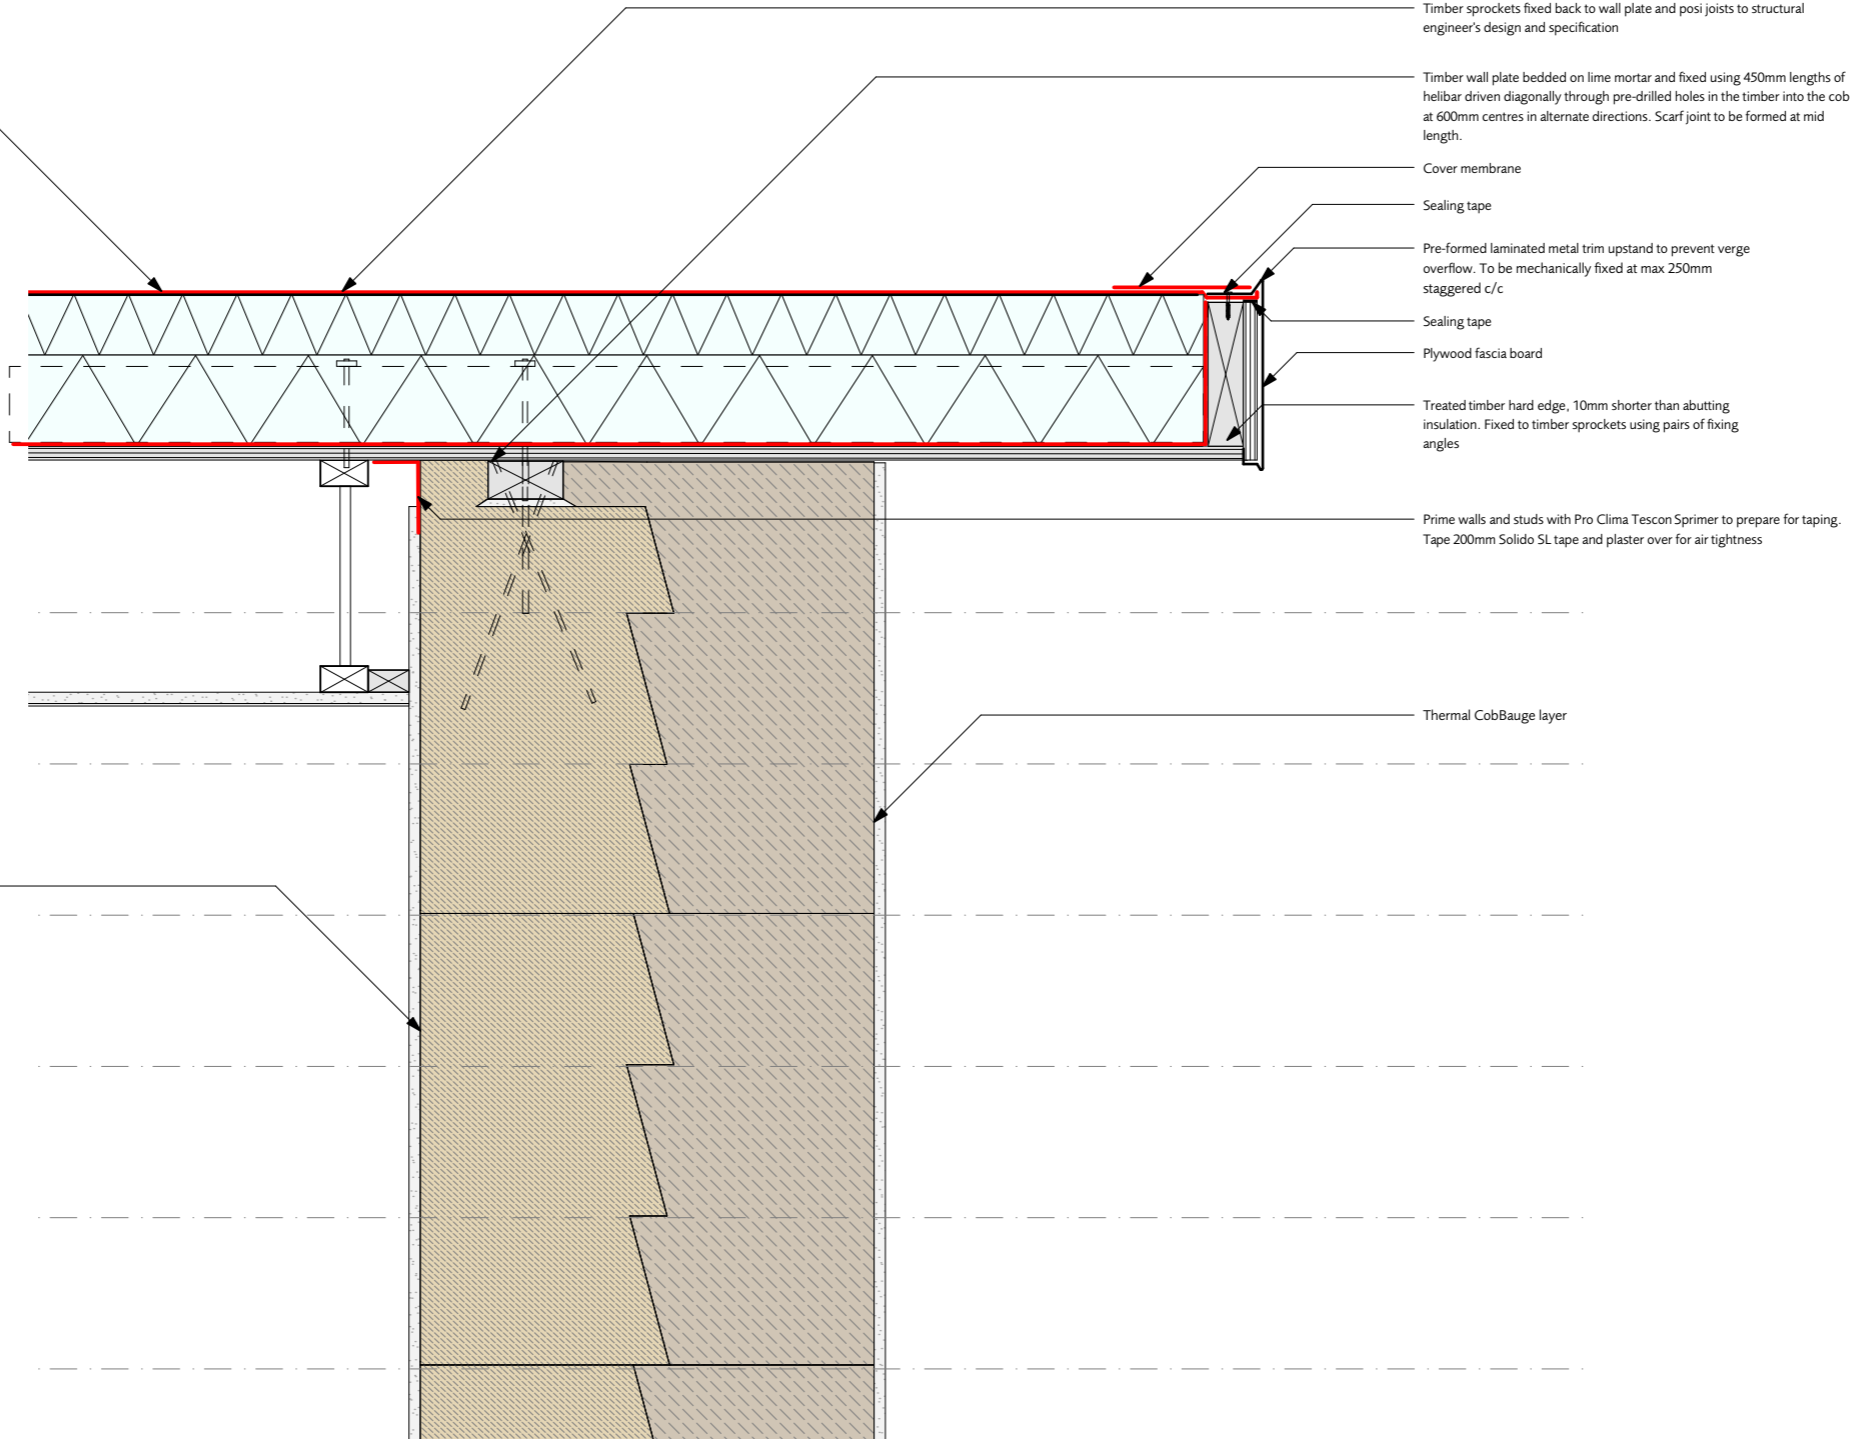 Timber sprockets fixed back to wall plate and posi joists to structural
engineer's design and specification
Timber wall plate bedded on lime mortar and fixed using 450mm lengths of
helibar driven diagonally through pre-drilled holes in the timber into the cob
at 600mm centres in alternate directions. Scarf joint to be formed at mid
length.
Cover membrane
Sealing tape
Pre-formed laminated metal trim upstand to prevent verge
overflow. To be mechanically fixed at max 250mm
staggered c/c
Sealing tape
Plywood fascia board
Treated timber hard edge, 10mm shorter than abutting
insulation. Fixed to timber sprockets using pairs of fixing
angles
Prime walls and studs with Pro Clima Tescon Sprimer to prepare for taping.
Tape 200mm Solido SL tape and plaster over for air tightness
Thermal CobBauge layer